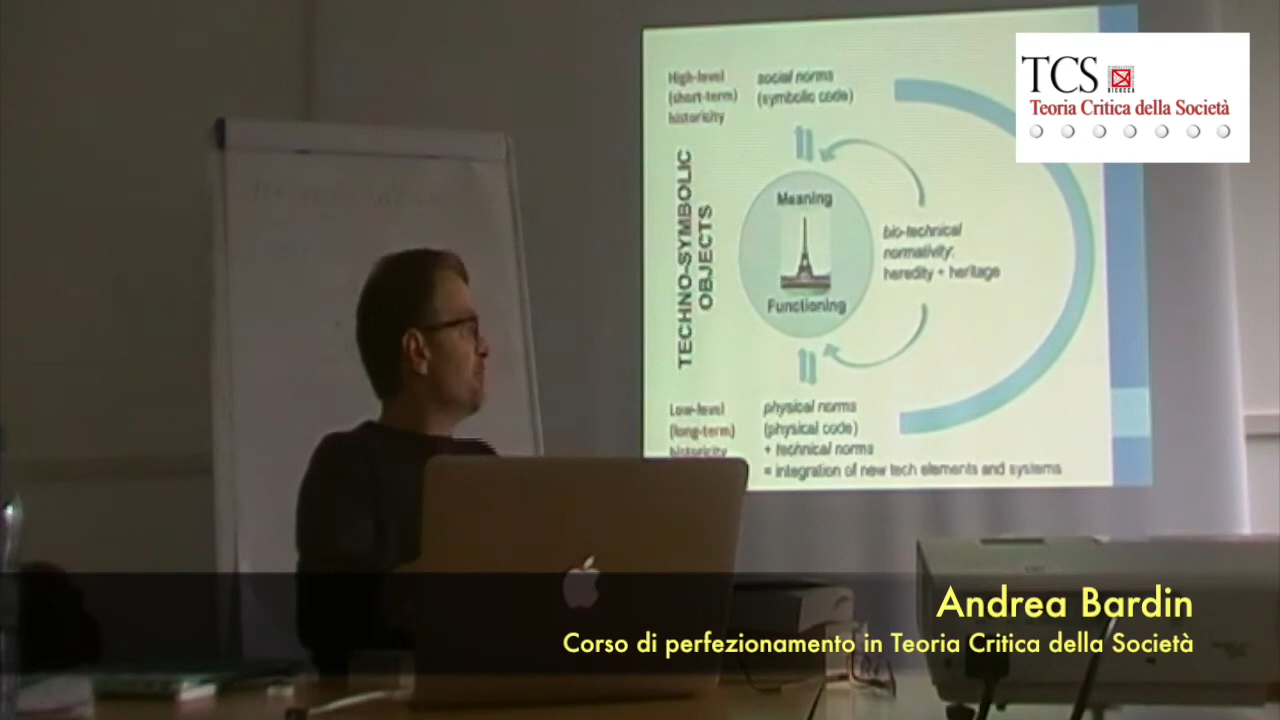 High-level
(short-term)
historicity
social norms
(symbolic code)
TECHNO-SYMBOLIC
OBJECTS
Meaning
Functioning
bio-technical
normativity:
heredity + heritage
Low-level
(long-term)
historicity
physical norms
(physical code)
+ technical norms
= integration of new tech elements and systems
TCS
BICOCCA
Teoria Critica della Società
Andrea Bardin
Corso di perfezionamento in Teoria Critica della Società